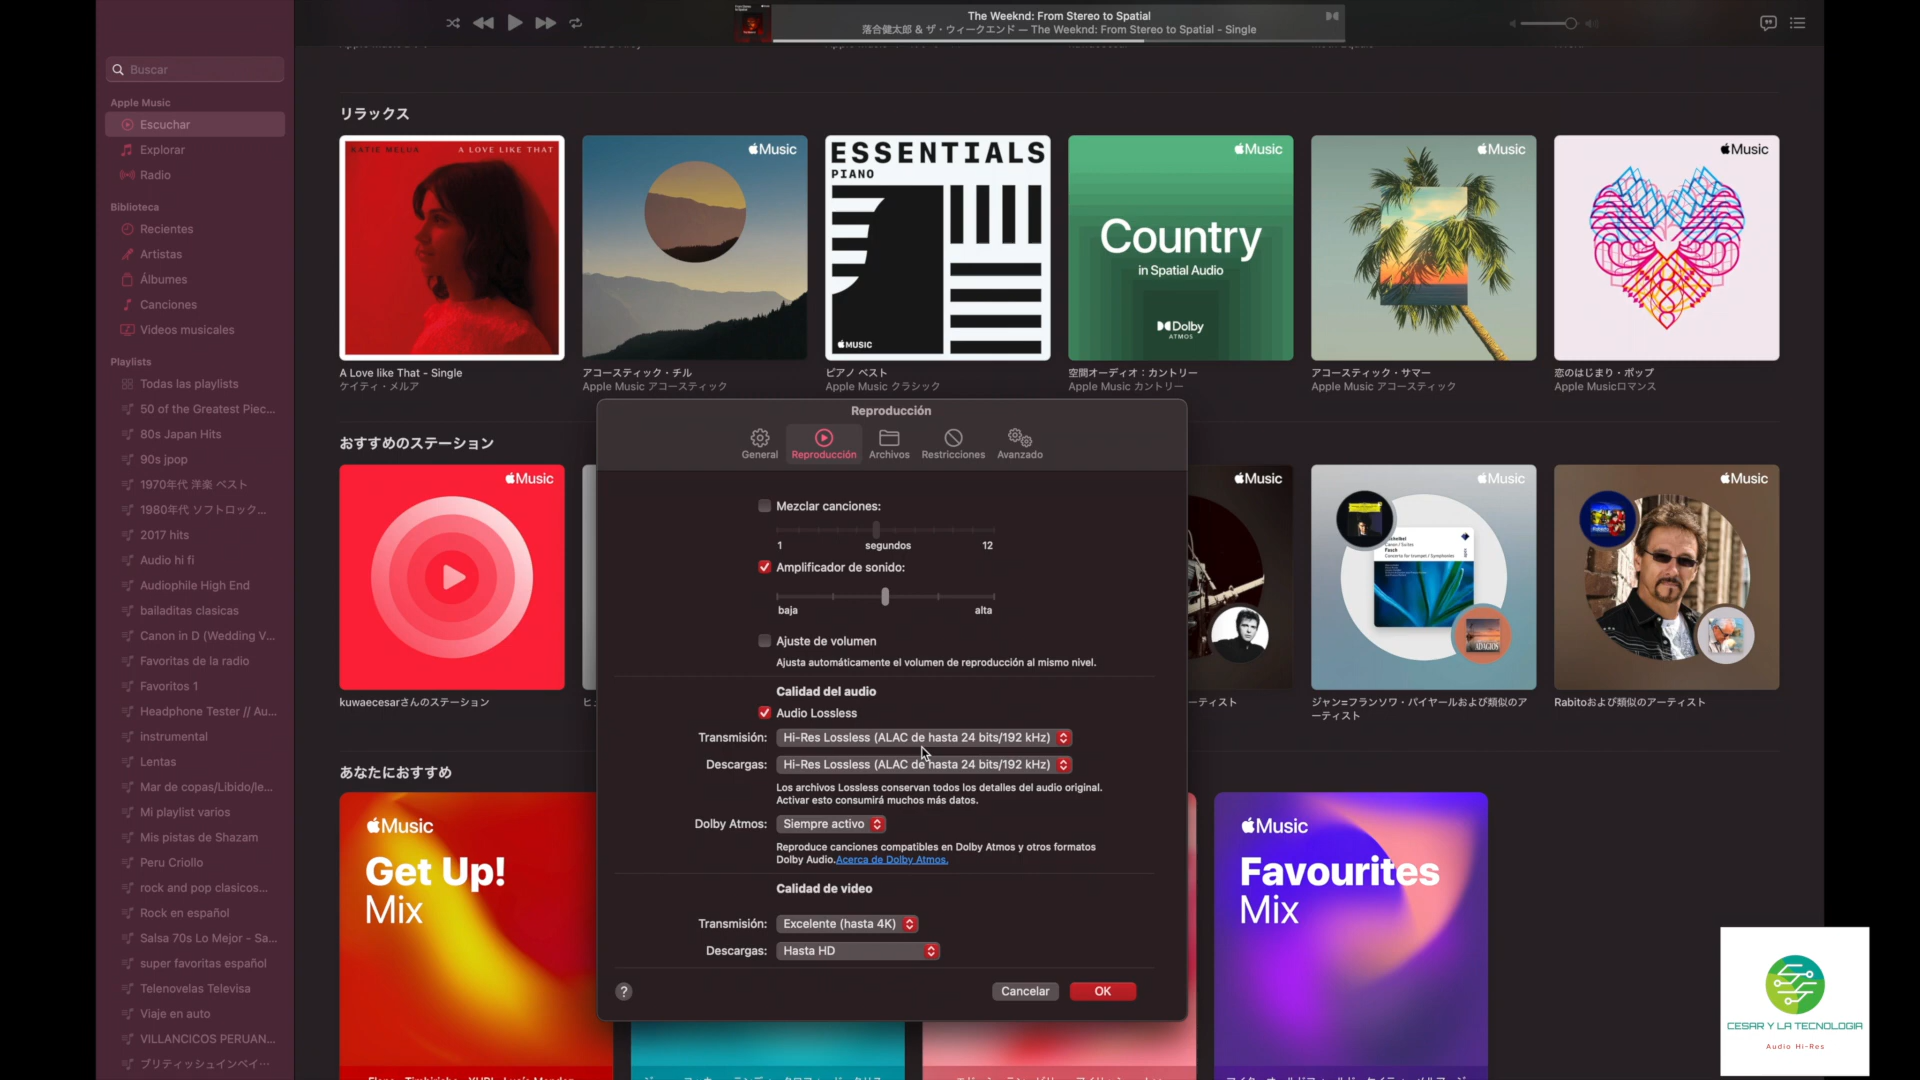 The Weeknd: From Stereo to Spatial
落合健太郎 & ザ・ウィークエンド — The Weeknd: From Stereo to Spatial - Single
Buscar
Apple Music
Escuchar
Explorar
Radio
Biblioteca
Recientes
Artistas
Álbumes
Canciones
Videos musicales
Playlists
Todas las playlists
50 of the Greatest Piec...
80s Japan Hits
90s jpop
1970年代 洋楽 ベスト
1980年代 ソフトロック...
2017 hits
Audio hi fi
Audiophile High End
bailaditas clasicas
Canon in D (Wedding V...
Favoritas de la radio
Favoritos 1
Headphone Tester // Au...
instrumental
Lentas
Mar de copas/Libido/le...
Mi playlist varios
Mis pistas de Shazam
Peru Criollo
rock and pop clasicos...
Rock en español
Salsa 70s Lo Mejor - Sa...
super favoritas español
Telenovelas Televisa
Viaje en auto
VILLANCICOS PERUAN...
ブリティッシュインベイ...
リラックス
KATIE MELUA A LOVE LIKE THAT
Music
ESSENTIALS
PIANO
MUSIC
Music
Country
in Spatial Audio
Dolby
ATMOS
Music
Music
A Love like That - Single
ケイティ・メルア
アコースティック・チル
Apple Music アコースティック
ピアノ ベスト
Apple Music クラシック
空間オーディオ：カントリー
Apple Music カントリー
アコースティック・サマー
Apple Music アコースティック
恋のはじまり・ポップ
Apple Musicロマンス
おすすめのステーション
Music
Music
Music
Music
ADAGIOS
kuwaecesarさんのステーション
ヒ
ーティスト
ジャン=フランソワ・パイヤールおよび類似のア
ーティスト
Rabitoおよび類似のアーティスト
あなたにおすすめ
Music
Get Up!
Mix
Music
Favourites
Mix
Reproducción
General
Reproducción
Archivos
Restricciones
Avanzado
Mezclar canciones:
1 segundos 12
Amplificador de sonido:
baja alta
Ajuste de volumen
Ajusta automáticamente el volumen de reproducción al mismo nivel.
Calidad del audio
Audio Lossless
Transmisión: Hi-Res Lossless (ALAC de hasta 24 bits/192 kHz)
Descargas: Hi-Res Lossless (ALAC de hasta 24 bits/192 kHz)
Los archivos Lossless conservan todos los detalles del audio original.
Activar esto consumirá muchos más datos.
Dolby Atmos: Siempre activo
Reproduce canciones compatibles en Dolby Atmos y otros formatos
Dolby Audio.Acerca de Dolby Atmos.
Calidad de video
Transmisión: Excelente (hasta 4K)
Descargas: Hasta HD
?
Cancelar
OK
CESAR Y LA TECNOLOGIA
Audio Hi-Res